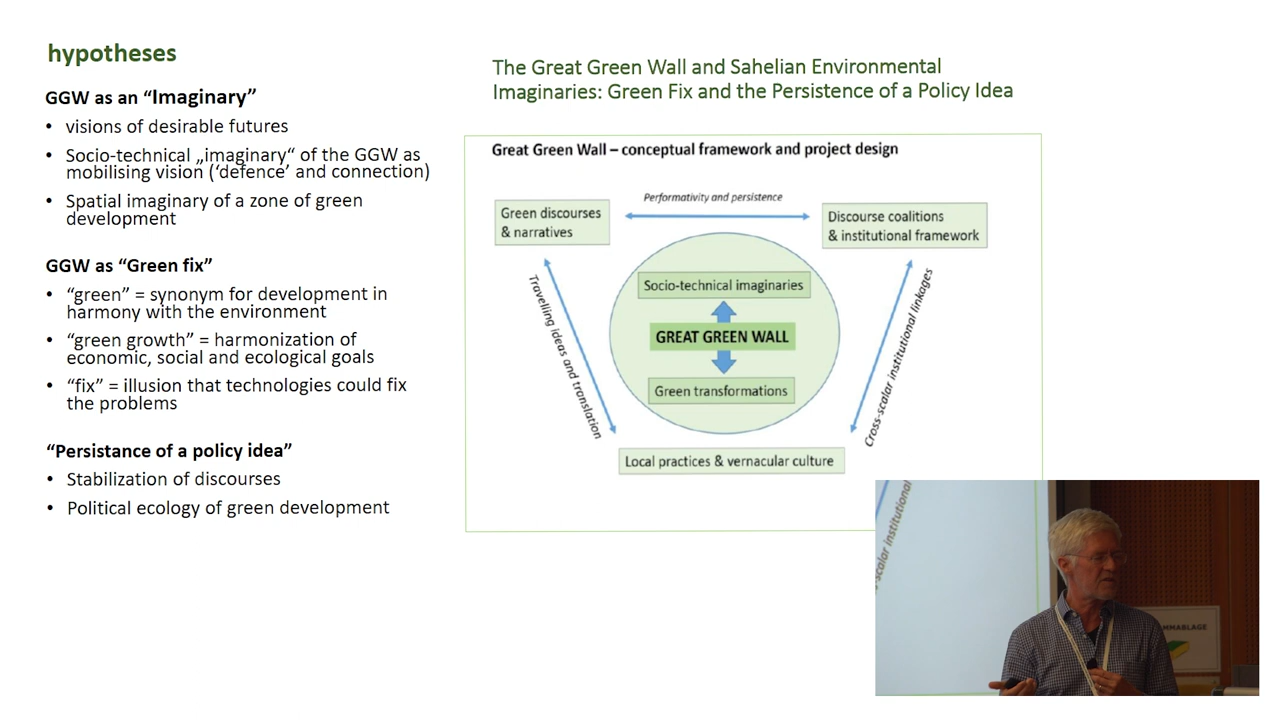 hypotheses
GGW as an “Imaginary”
• visions of desirable futures
• Socio-technical „imaginary“ of the GGW as
mobilising vision (‘defence’ and connection)
• Spatial imaginary of a zone of green
development
GGW as “Green fix”
• “green” = synonym for development in
harmony with the environment
• “green growth” = harmonization of
economic, social and ecological goals
• “fix” = illusion that technologies could fix
the problems
“Persistance of a policy idea”
• Stabilization of discourses
• Political ecology of green development
The Great Green Wall and Sahelian Environmental
Imaginaries: Green Fix and the Persistence of a Policy Idea
Great Green Wall – conceptual framework and project design
Performativity and persistence
Green discourses
& narratives
Discourse coalitions
& institutional framework
Socio-technical imaginaries
GREAT GREEN WALL
Green transformations
Travelling ideas and translation
Cross-scalar institutional linkages
Local practices & vernacular culture
-scalar institutional
MMABLAGE